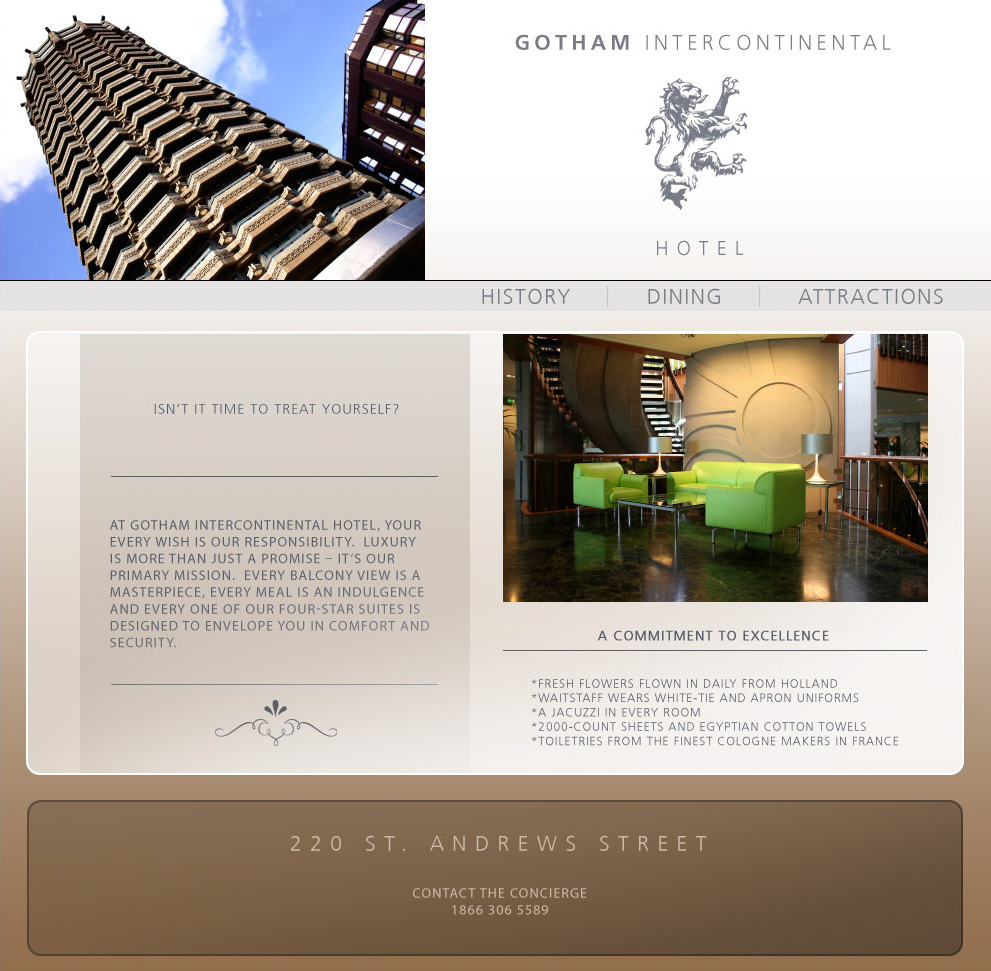 GOTHAM INTERCONTINENTAL
HOTEL
HISTORY
DINING
ATTRACTIONS
ISN'T IT TIME TO TREAT YOURSELF?
AT GOTHAM INTERCONTINENTAL HOTEL, YOUR
EVERY WISH IS OUR RESPONSIBILITY.  LUXURY
IS MORE THAN JUST A PROMISE – IT'S OUR
PRIMARY MISSION.  EVERY BALCONY VIEW IS A
MASTERPIECE, EVERY MEAL IS AN INDULGENCE
AND EVERY ONE OF OUR FOUR-STAR SUITES IS
DESIGNED TO ENVELOPE YOU IN COMFORT AND
SECURITY.
A COMMITMENT TO EXCELLENCE
*FRESH FLOWERS FLOWN IN DAILY FROM HOLLAND
*WAITSTAFF WEARS WHITE-TIE AND APRON UNIFORMS
*A JACUZZI IN EVERY ROOM
*2000-COUNT SHEETS AND EGYPTIAN COTTON TOWELS
*TOILETRIES FROM THE FINEST COLOGNE MAKERS IN FRANCE
220 ST. ANDREWS STREET
CONTACT THE CONCIERGE
1866 306 5589